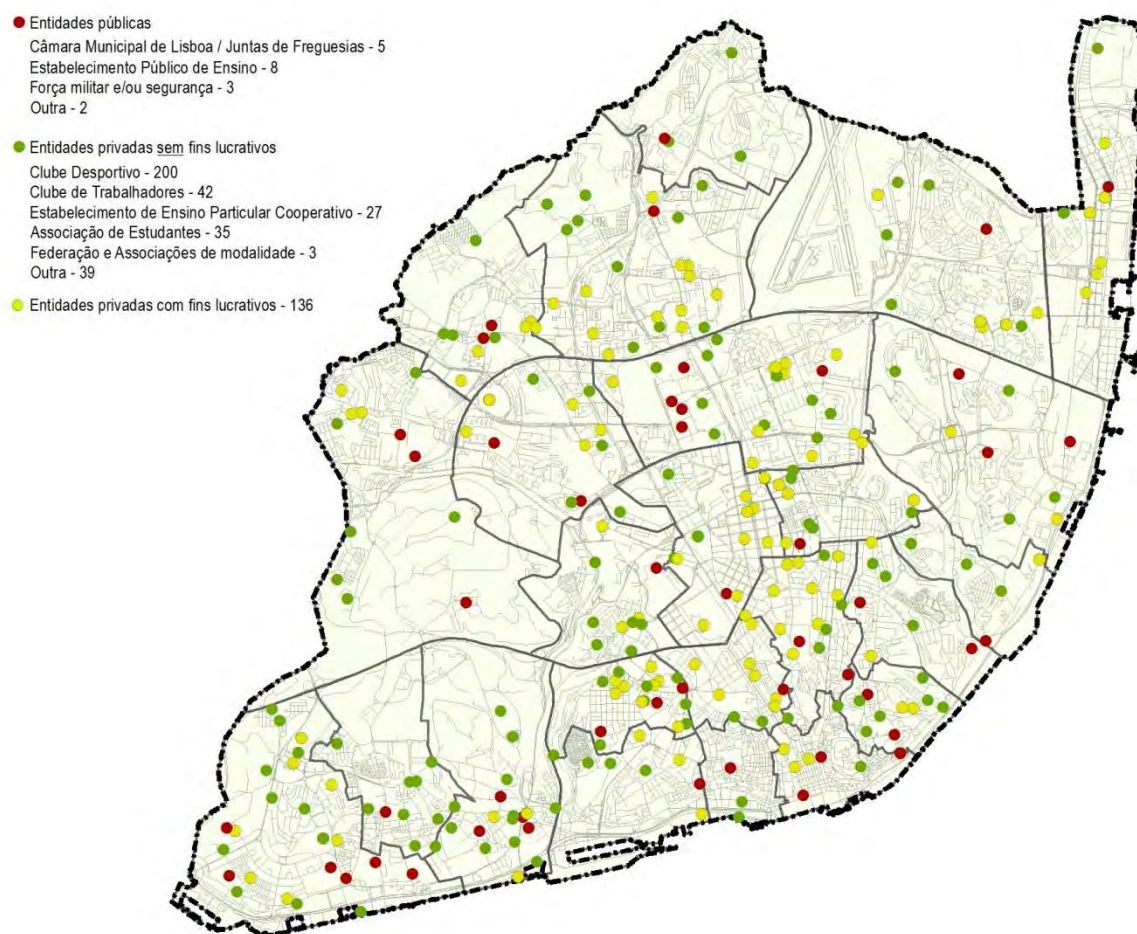 Entidades públicas
Câmara Municipal de Lisboa / Juntas de Freguesias - 5
Estabelecimento Público de Ensino - 8
Força militar e/ou segurança - 3
Outra - 2
Entidades privadas sem fins lucrativos
Clube Desportivo - 200
Clube de Trabalhadores - 42
Estabelecimento de Ensino Particular Cooperativo - 27
Associação de Estudantes - 35
Federação e Associações de modalidade - 3
Outra - 39
Entidades privadas com fins lucrativos - 136